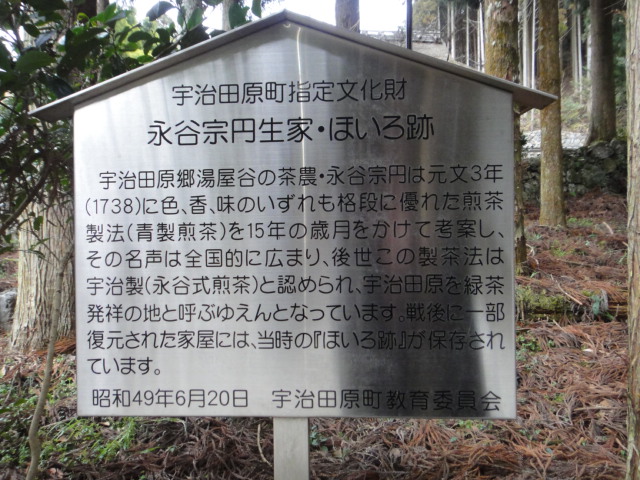 宇治田原町指定文化財
永谷宗円生家・ほいろ跡
宇治田原郷湯屋谷の茶農・永谷宗円は元文3年
(1738)に色、香、味のいずれも格段に優れた煎茶
製法(青製煎茶)を15年の歳月をかけて考案し、
その名声は全国的に広まり、後世この製茶法は
宇治製(永谷式煎茶)と認められ、宇治田原を緑茶
発祥の地と呼ぶゆえんとなっています。戦後に一部
復元された家屋には、当時の『ほいろ跡』が保存され
ています。
昭和49年6月20日 宇治田原町教育委員会